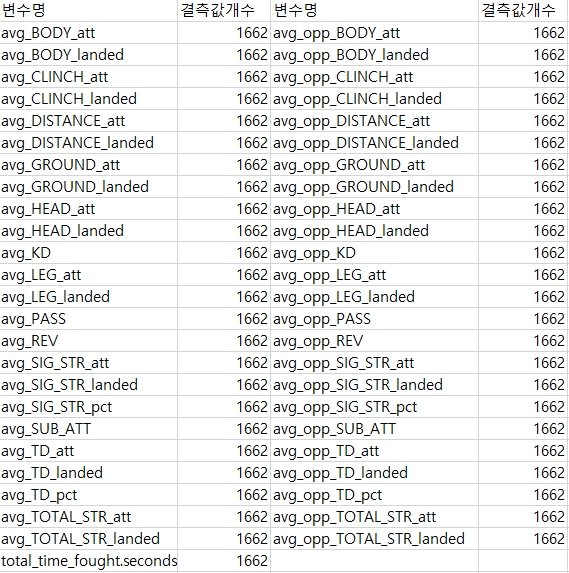 변수명 결측값개수 변수명 결측값개수
avg_BODY_att 1662 avg_opp_BODY_att 1662
avg_BODY_landed 1662 avg_opp_BODY_landed 1662
avg_CLINCH_att 1662 avg_opp_CLINCH_att 1662
avg_CLINCH_landed 1662 avg_opp_CLINCH_landed 1662
avg_DISTANCE_att 1662 avg_opp_DISTANCE_att 1662
avg_DISTANCE_landed 1662 avg_opp_DISTANCE_landed 1662
avg_GROUND_att 1662 avg_opp_GROUND_att 1662
avg_GROUND_landed 1662 avg_opp_GROUND_landed 1662
avg_HEAD_att 1662 avg_opp_HEAD_att 1662
avg_HEAD_landed 1662 avg_opp_HEAD_landed 1662
avg_KD 1662 avg_opp_KD 1662
avg_LEG_att 1662 avg_opp_LEG_att 1662
avg_LEG_landed 1662 avg_opp_LEG_landed 1662
avg_PASS 1662 avg_opp_PASS 1662
avg_REV 1662 avg_opp_REV 1662
avg_SIG_STR_att 1662 avg_opp_SIG_STR_att 1662
avg_SIG_STR_landed 1662 avg_opp_SIG_STR_landed 1662
avg_SIG_STR_pct 1662 avg_opp_SIG_STR_pct 1662
avg_SUB_ATT 1662 avg_opp_SUB_ATT 1662
avg_TD_att 1662 avg_opp_TD_att 1662
avg_TD_landed 1662 avg_opp_TD_landed 1662
avg_TD_pct 1662 avg_opp_TD_pct 1662
avg_TOTAL_STR_att 1662 avg_opp_TOTAL_STR_att 1662
avg_TOTAL_STR_landed 1662 avg_opp_TOTAL_STR_landed 1662
total_time_fought.seconds 1662